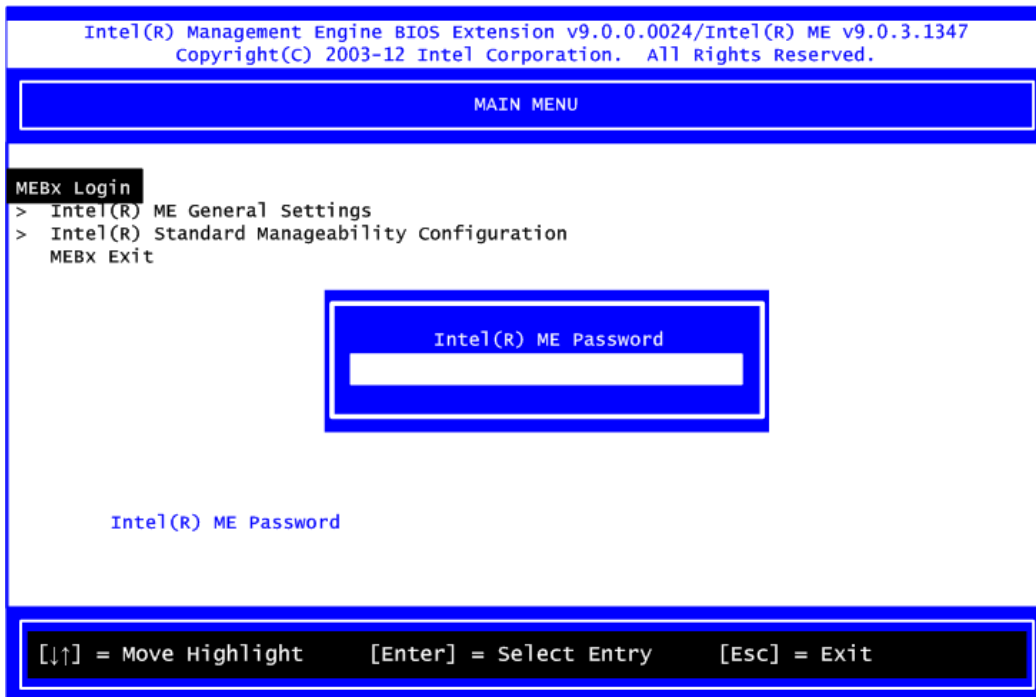 Intel(R) Management Engine BIOS Extension v9.0.0.0024/Intel(R) ME v9.0.3.1347
Copyright(C) 2003-12 Intel Corporation. All Rights Reserved.
MAIN MENU
MEBx Login
> Intel(R) ME General Settings
> Intel(R) Standard Manageability Configuration
MEBx Exit
Intel(R) ME Password
Intel(R) ME Password
[↓↑] = Move Highlight [Enter] = Select Entry [Esc] = Exit